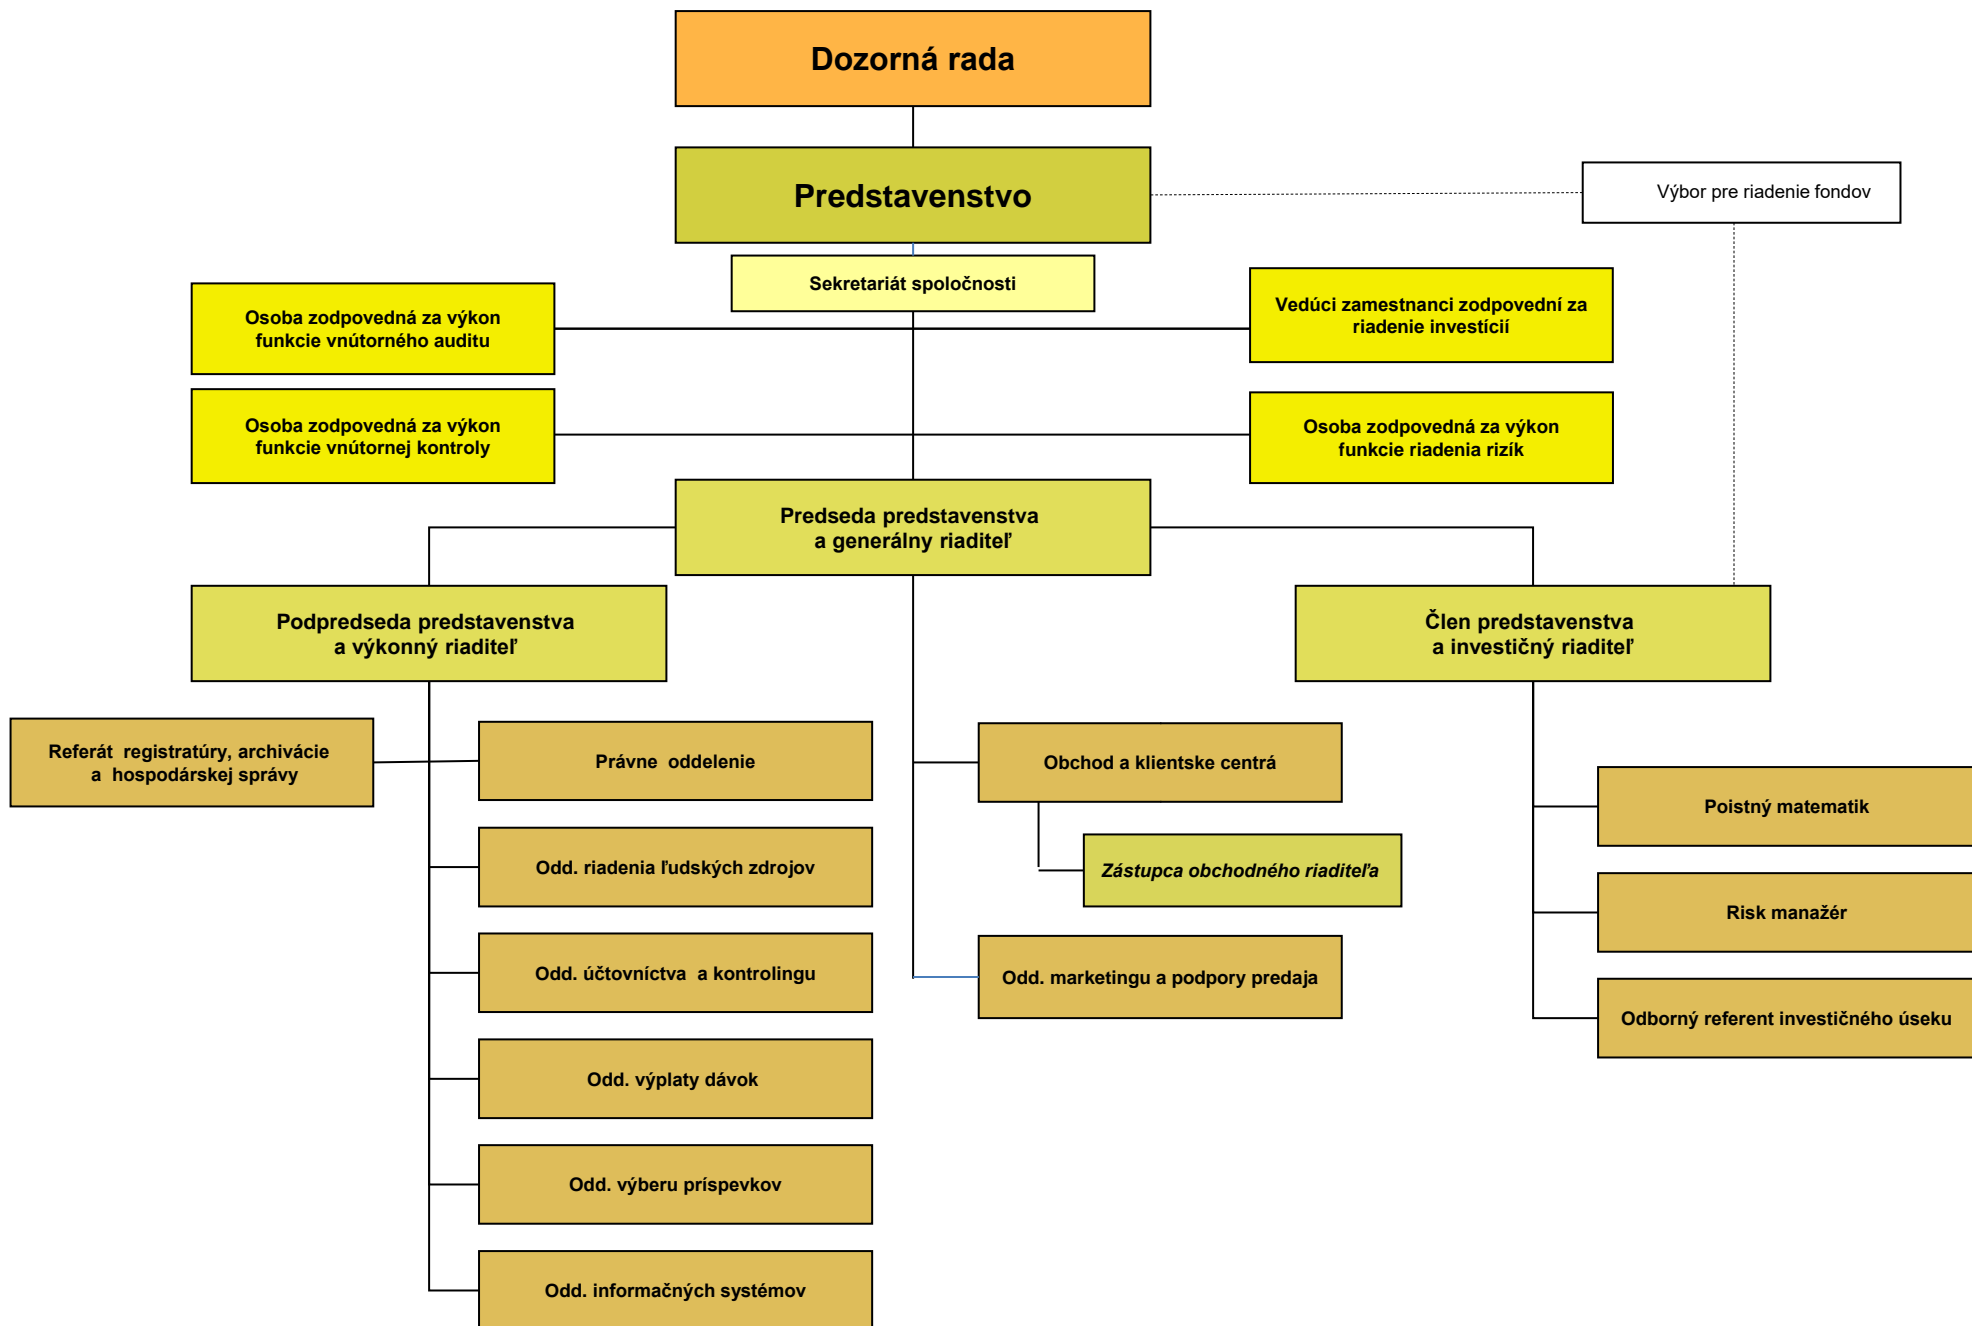 Dozorná rada
Predstavenstvo
Výbor pre riadenie fondov
Sekretariát spoločnosti
Osoba zodpovedná za výkon
funkcie vnútorného auditu
Vedúci zamestnanci zodpovední za
riadenie investícií
Osoba zodpovedná za výkon
funkcie vnútornej kontroly
Osoba zodpovedná za výkon
funkcie riadenia rizík
Predseda predstavenstva
a generálny riaditeľ
Podpredseda predstavenstva
a výkonný riaditeľ
Člen predstavenstva
a investičný riaditeľ
Referát registratúry, archivácie
a hospodárskej správy
Právne oddelenie
Odd. riadenia ľudských zdrojov
Odd. účtovníctva a kontrolingu
Odd. výplaty dávok
Odd. výberu príspevkov
Odd. informačných systémov
Obchod a klientske centrá
Zástupca obchodného riaditeľa
Odd. marketingu a podpory predaja
Poistný matematik
Risk manažér
Odborný referent investičného úseku